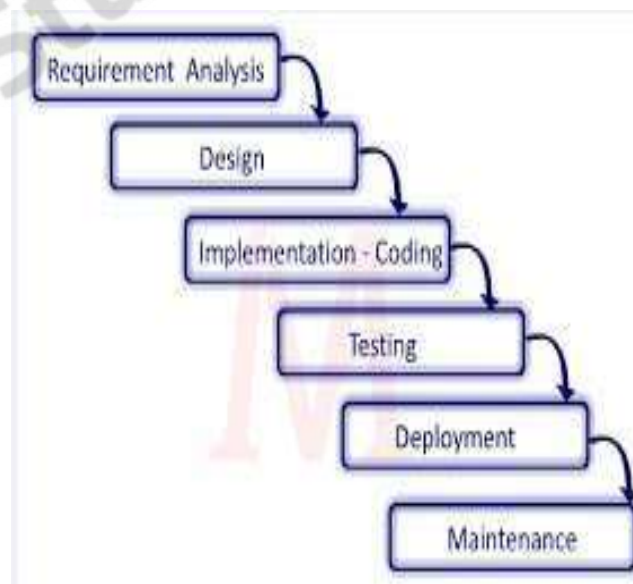 Requirement Analysis
Design
Implementation - Coding
Testing
Deployment
Maintenance